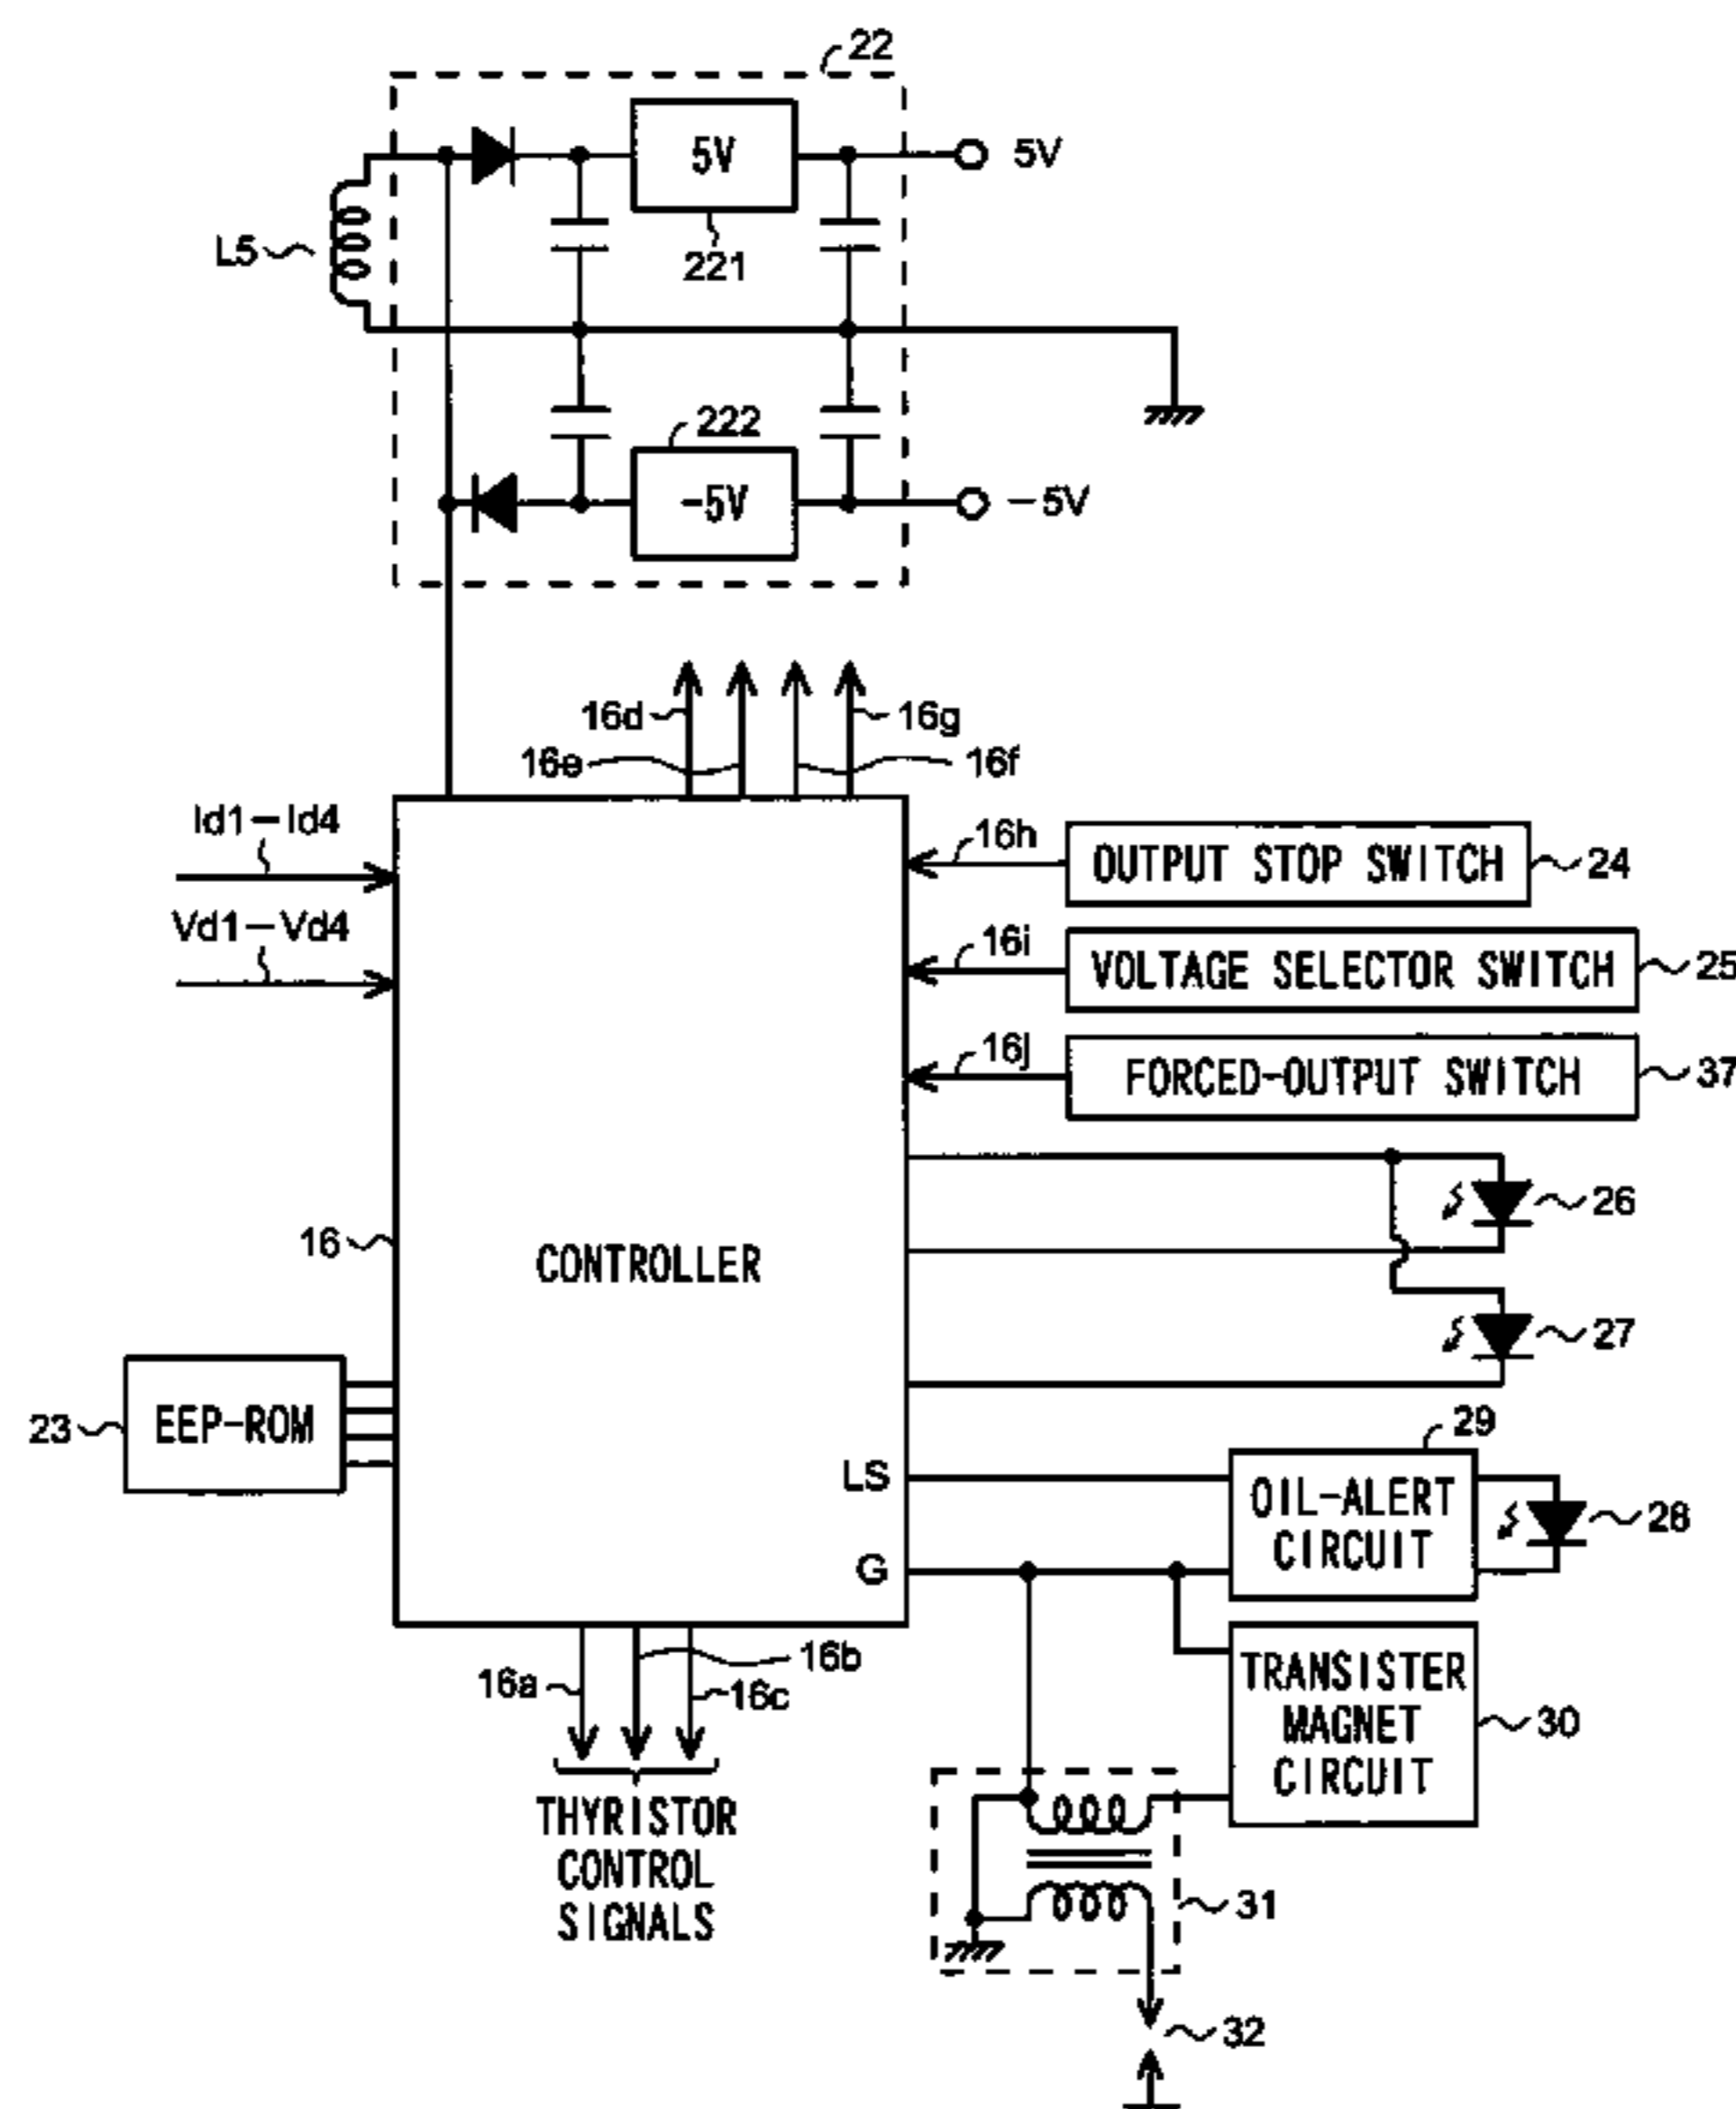 22
5V
5V
L5
221
222
-5V
-5V
16d
16g
16e
16f
Id1-Id4
16h
OUTPUT STOP SWITCH
24
Vd1-Vd4
16i
VOLTAGE SELECTOR SWITCH
25
16j
FORCED-OUTPUT SWITCH
37
26
16
CONTROLLER
27
23
EEP-ROM
29
LS
OIL-ALERT
CIRCUIT
28
G
16b
16a
16c
TRANSISTER
MAGNET
CIRCUIT
30
THYRISTOR
CONTROL
SIGNALS
31
32